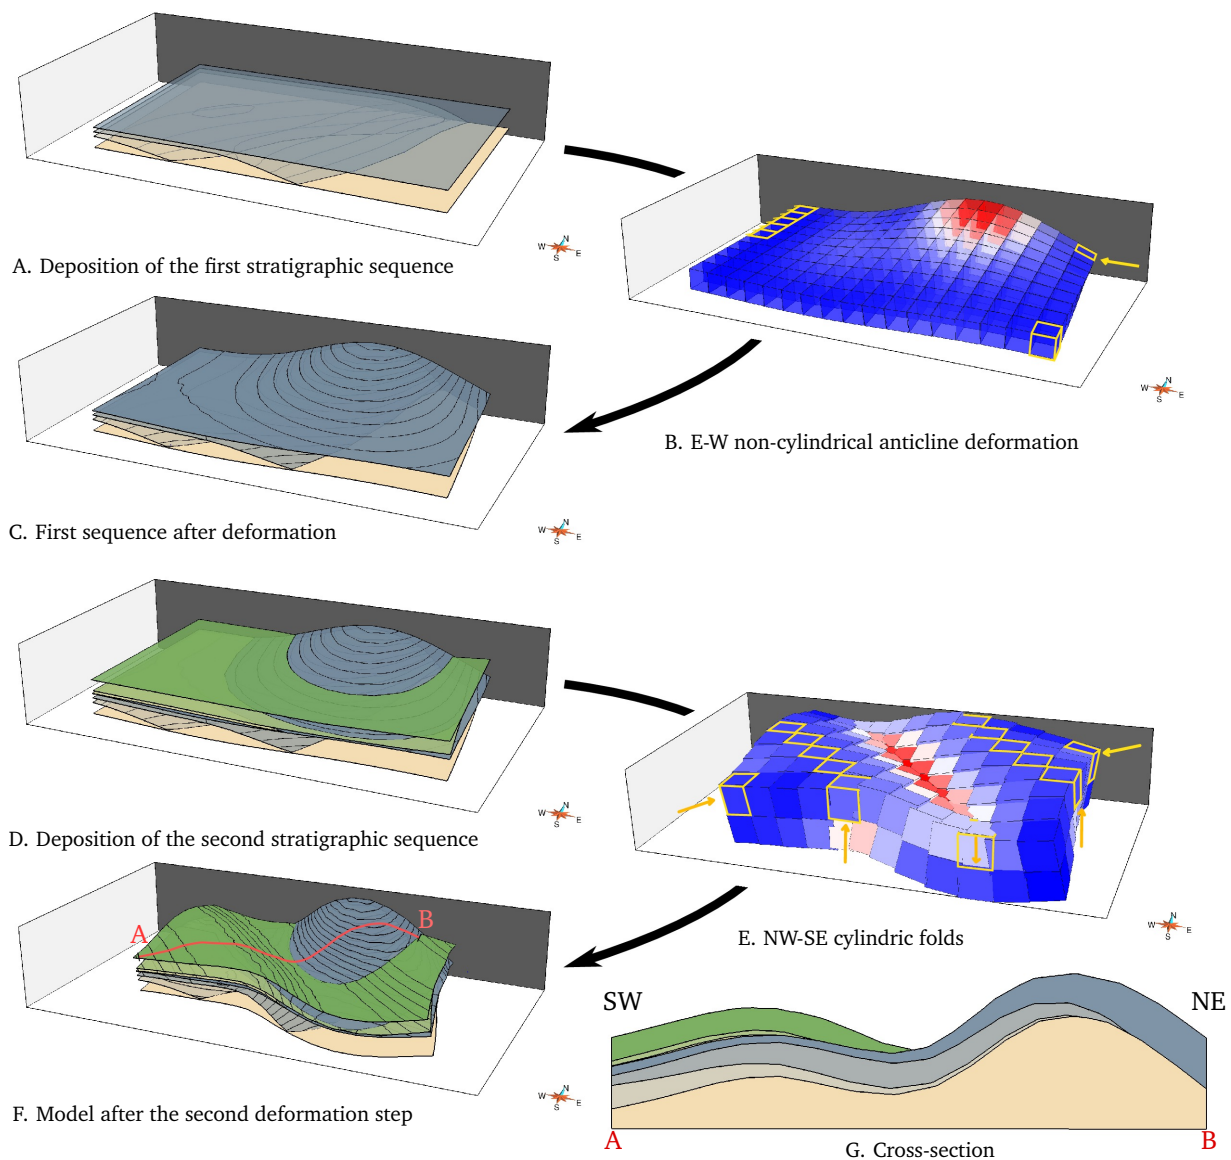 N
W
E
S
A. Deposition of the first stratigraphic sequence
N
W
E
S
B. E-W non-cylindrical anticline deformation
N
W
E
S
C. First sequence after deformation
N
W
E
S
D. Deposition of the second stratigraphic sequence
N
W
E
S
E. NW-SE cylindric folds
A
B
N
W
E
S
F. Model after the second deformation step
SW
NE
A
B
G. Cross-section